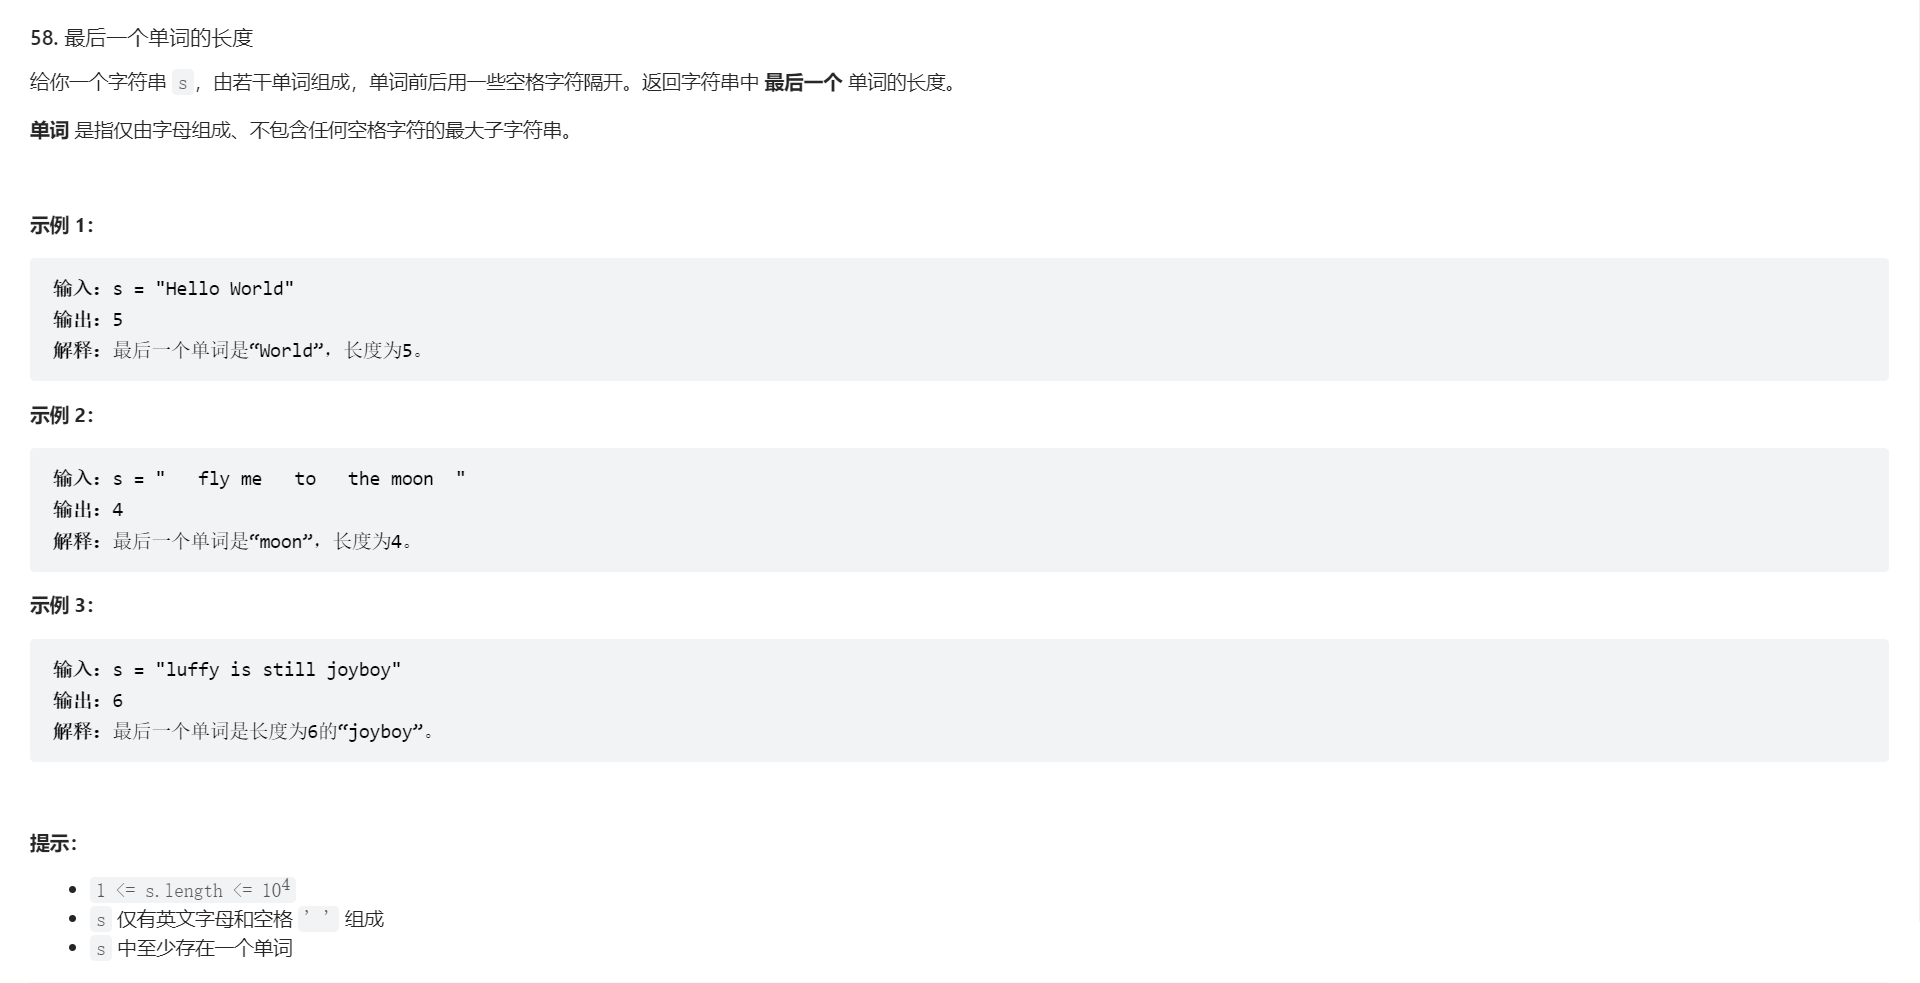 58. 最后一个单词的长度
给你一个字符串 s，由若干单词组成，单词前后用一些空格字符隔开。返回字符串中 最后一个 单词的长度。
单词 是指仅由字母组成、不包含任何空格字符的最大子字符串。
示例 1：
输入：s = "Hello World"
输出：5
解释：最后一个单词是“World”，长度为5。
示例 2：
输入：s = "   fly me   to   the moon  "
输出：4
解释：最后一个单词是“moon”，长度为4。
示例 3：
输入：s = "luffy is still joyboy"
输出：6
解释：最后一个单词是长度为6的“joyboy”。
提示：
1 <= s.length <= 10⁴
s 仅有英文字母和空格 ' ' 组成
s 中至少存在一个单词